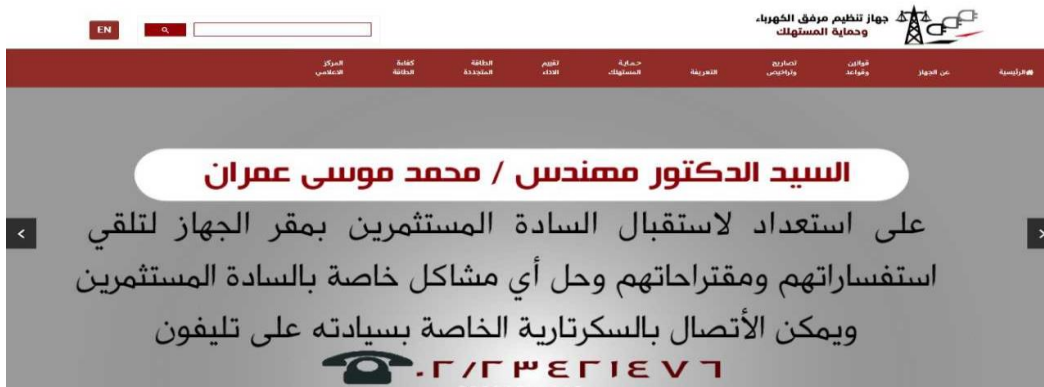 جهاز تنظيم مرفق الكهرباء
وحماية المستهلك
EN
الرئيسية
عن الجهاز
قوانين
وقواعد
تصاريح
وتراخيص
التعريفة
حماية
المستهلك
تقييم
الاداء
الطاقة
المتجددة
كفاءة
الطاقة
المركز
الاعلامي
السيد الدكتور مهندس / محمد موسى عمران
على استعداد لاستقبال السادة المستثمرين بمقر الجهاز لتلقي
استفساراتهم ومقتراحاتهم وحل أي مشاكل خاصة بالسادة المستثمرين
ويمكن الأتصال بالسكرتارية الخاصة بسيادته على تليفون
٠٢/٢٣٤٢١٤٧٦